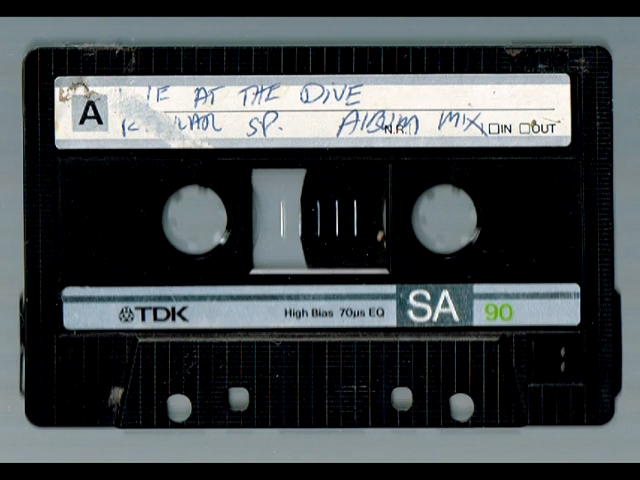 A
AT THE DIVE
SP. ALBUM MIX
N.R. IN OUT
TDK High Bias 70µs EQ SA 90